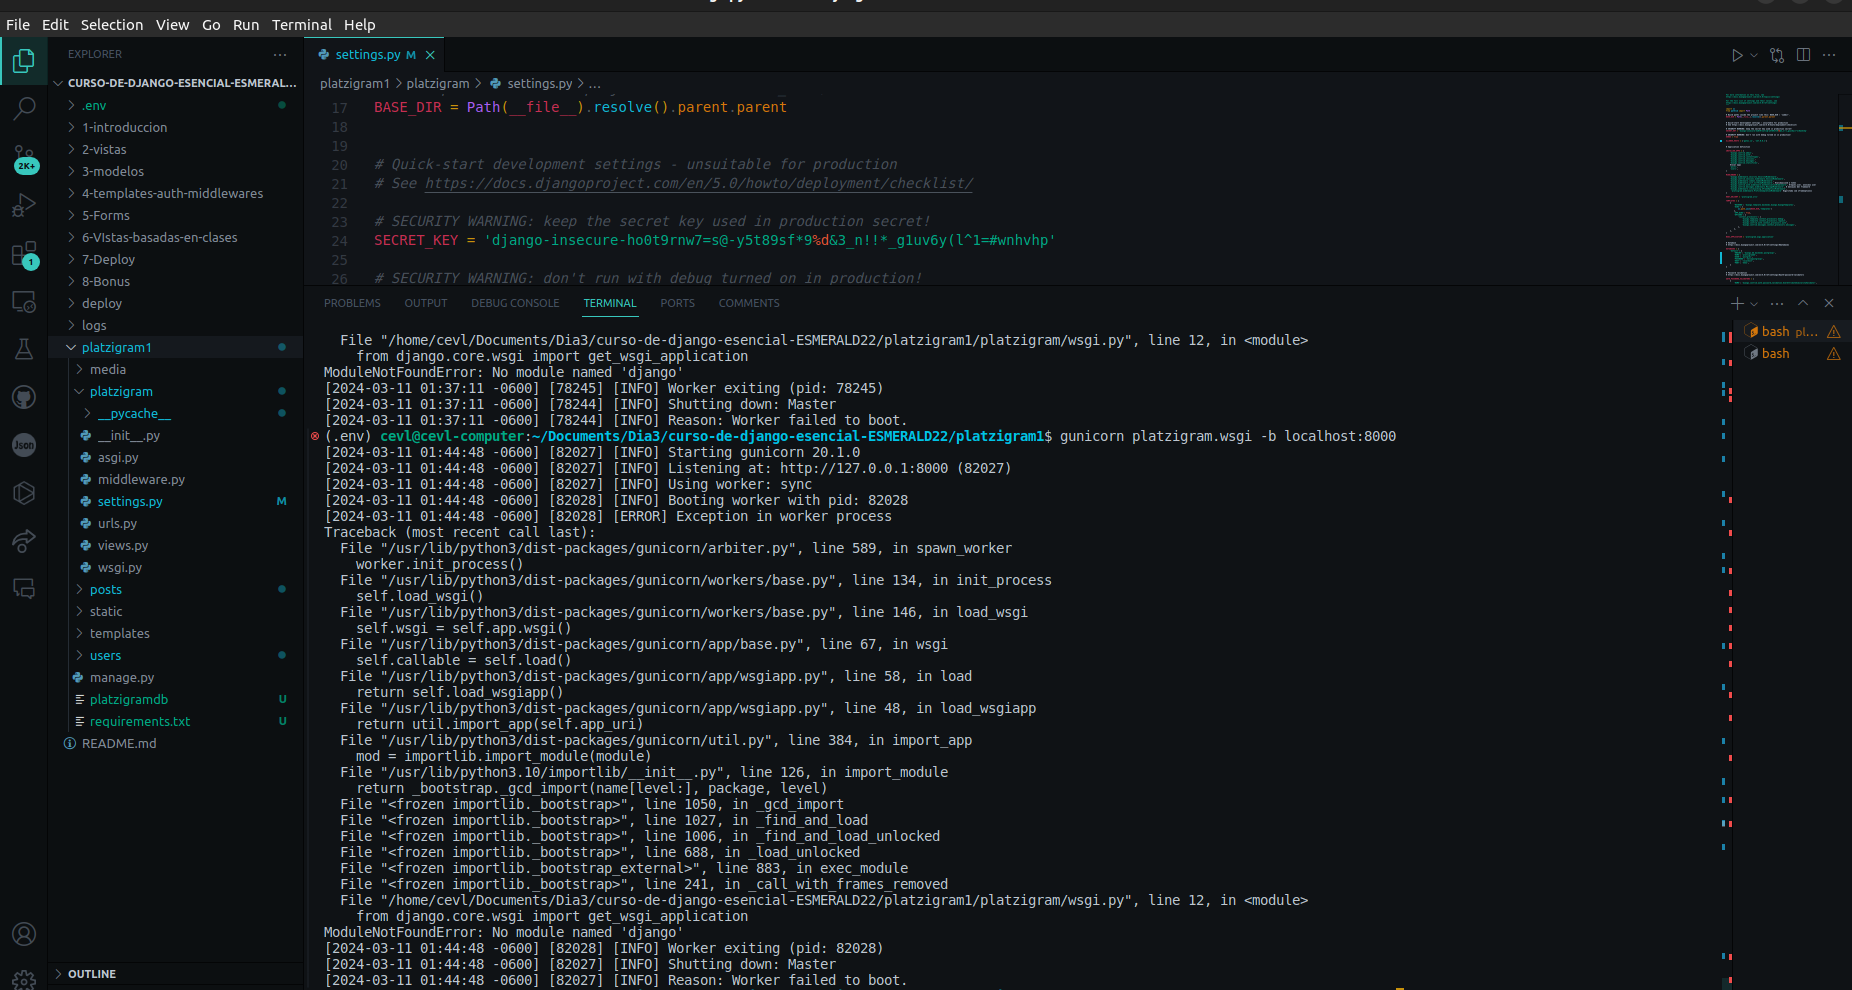 File Edit Selection View Go Run Terminal Help
EXPLORER
CURSO-DE-DJANGO-ESENCIAL-ESMERAL...
.env
1-introduccion
2-vistas
3-modelos
4-templates-auth-middlewares
5-Forms
6-VIstas-basadas-en-clases
7-Deploy
8-Bonus
deploy
logs
platzigram1
media
platzigram
__pycache__
__init__.py
asgi.py
middleware.py
settings.py M
urls.py
views.py
wsgi.py
posts
static
templates
users
manage.py
platzigramdb U
requirements.txt U
README.md
OUTLINE
2K+
1
Json
settings.py M
platzigram1 > platzigram > settings.py > ...
17 BASE_DIR = Path(__file__).resolve().parent.parent
18
19
20 # Quick-start development settings - unsuitable for production
21 # See https://docs.djangoproject.com/en/5.0/howto/deployment/checklist/
22
23 # SECURITY WARNING: keep the secret key used in production secret!
24 SECRET_KEY = 'django-insecure-ho0t9rnw7=s@-y5t89sf*9%d&3_n!!*_g1uv6y(l^1=#wnhvhp'
25
26 # SECURITY WARNING: don't run with debug turned on in production!
PROBLEMS OUTPUT DEBUG CONSOLE TERMINAL PORTS COMMENTS
bash pl...
bash
File "/home/cevl/Documents/Dia3/curso-de-django-esencial-ESMERALD22/platzigram1/platzigram/wsgi.py", line 12, in <module>
from django.core.wsgi import get_wsgi_application
ModuleNotFoundError: No module named 'django'
[2024-03-11 01:37:11 -0600] [78245] [INFO] Worker exiting (pid: 78245)
[2024-03-11 01:37:11 -0600] [78244] [INFO] Shutting down: Master
[2024-03-11 01:37:11 -0600] [78244] [INFO] Reason: Worker failed to boot.
(.env) cevl@cevl-computer:~/Documents/Dia3/curso-de-django-esencial-ESMERALD22/platzigram1$ gunicorn platzigram.wsgi -b localhost:8000
[2024-03-11 01:44:48 -0600] [82027] [INFO] Starting gunicorn 20.1.0
[2024-03-11 01:44:48 -0600] [82027] [INFO] Listening at: http://127.0.0.1:8000 (82027)
[2024-03-11 01:44:48 -0600] [82027] [INFO] Using worker: sync
[2024-03-11 01:44:48 -0600] [82028] [INFO] Booting worker with pid: 82028
[2024-03-11 01:44:48 -0600] [82028] [ERROR] Exception in worker process
Traceback (most recent call last):
File "/usr/lib/python3/dist-packages/gunicorn/arbiter.py", line 589, in spawn_worker
worker.init_process()
File "/usr/lib/python3/dist-packages/gunicorn/workers/base.py", line 134, in init_process
self.load_wsgi()
File "/usr/lib/python3/dist-packages/gunicorn/workers/base.py", line 146, in load_wsgi
self.wsgi = self.app.wsgi()
File "/usr/lib/python3/dist-packages/gunicorn/app/base.py", line 67, in wsgi
self.callable = self.load()
File "/usr/lib/python3/dist-packages/gunicorn/app/wsgiapp.py", line 58, in load
return self.load_wsgiapp()
File "/usr/lib/python3/dist-packages/gunicorn/app/wsgiapp.py", line 48, in load_wsgiapp
return util.import_app(self.app_uri)
File "/usr/lib/python3/dist-packages/gunicorn/util.py", line 384, in import_app
mod = importlib.import_module(module)
File "/usr/lib/python3.10/importlib/__init__.py", line 126, in import_module
return _bootstrap._gcd_import(name[level:], package, level)
File "<frozen importlib._bootstrap>", line 1050, in _gcd_import
File "<frozen importlib._bootstrap>", line 1027, in _find_and_load
File "<frozen importlib._bootstrap>", line 1006, in _find_and_load_unlocked
File "<frozen importlib._bootstrap>", line 688, in _load_unlocked
File "<frozen importlib._bootstrap_external>", line 883, in exec_module
File "<frozen importlib._bootstrap>", line 241, in _call_with_frames_removed
File "/home/cevl/Documents/Dia3/curso-de-django-esencial-ESMERALD22/platzigram1/platzigram/wsgi.py", line 12, in <module>
from django.core.wsgi import get_wsgi_application
ModuleNotFoundError: No module named 'django'
[2024-03-11 01:44:48 -0600] [82028] [INFO] Worker exiting (pid: 82028)
[2024-03-11 01:44:48 -0600] [82027] [INFO] Shutting down: Master
[2024-03-11 01:44:48 -0600] [82027] [INFO] Reason: Worker failed to boot.